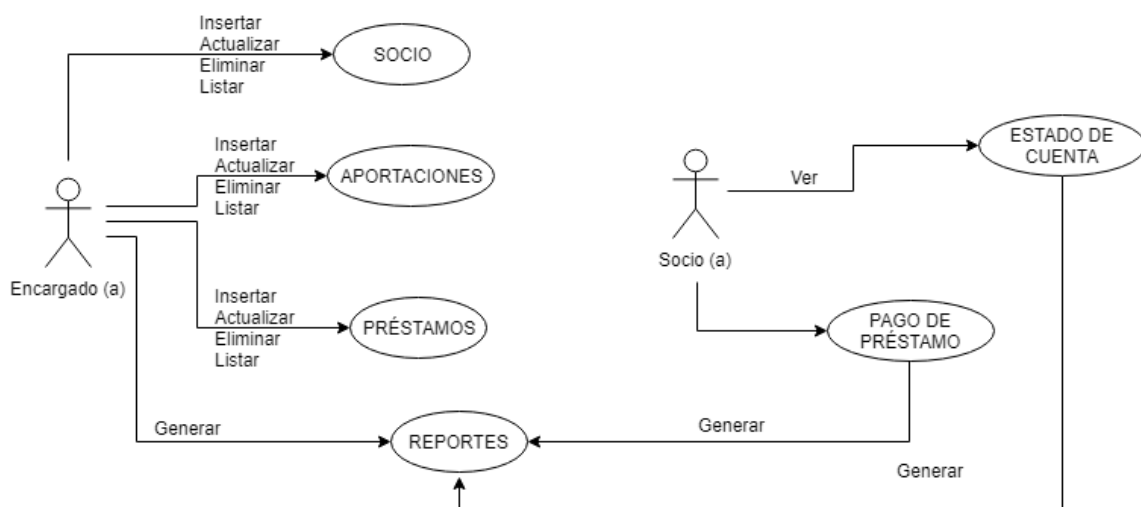 Insertar
Actualizar
Eliminar
Listar
SOCIO
Insertar
Actualizar
Eliminar
Listar
APORTACIONES
Encargado (a)
Insertar
Actualizar
Eliminar
Listar
PRÉSTAMOS
Generar
REPORTES
Socio (a)
Ver
ESTADO DE
CUENTA
PAGO DE
PRÉSTAMO
Generar
Generar